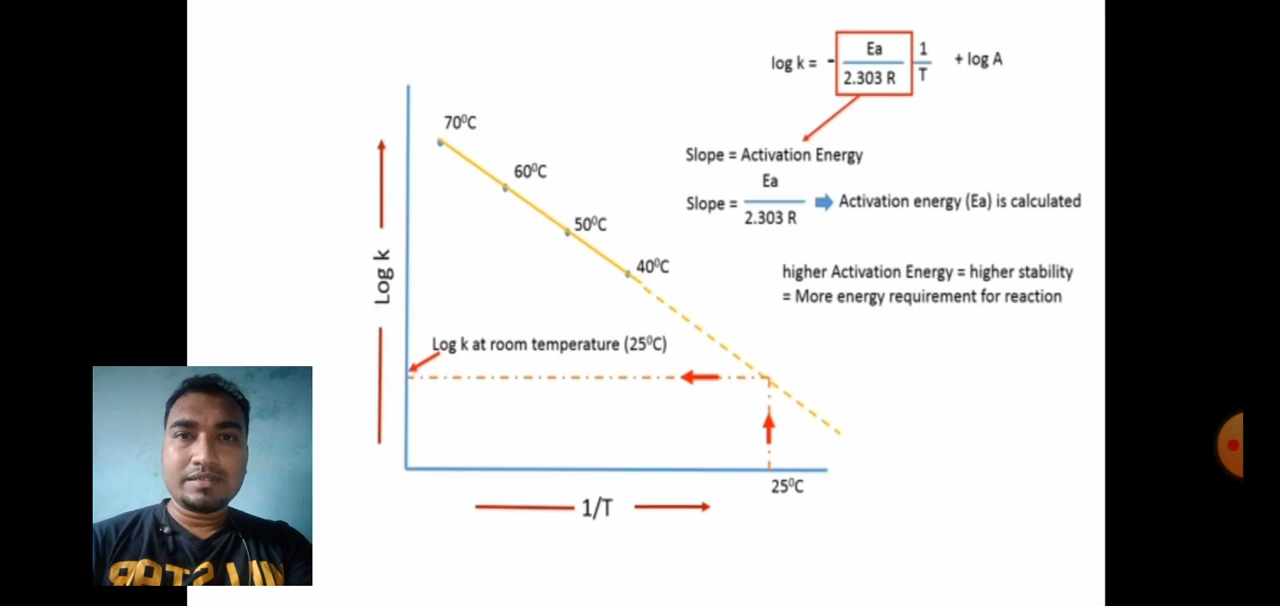 log k = - Ea / 2.303 R 1 / T + log A
70⁰C
Slope = Activation Energy
60⁰C
Slope = Ea / 2.303 R Activation energy (Ea) is calculated
50⁰C
40⁰C
higher Activation Energy = higher stability
= More energy requirement for reaction
Log k
Log k at room temperature (25⁰C)
25⁰C
1/T